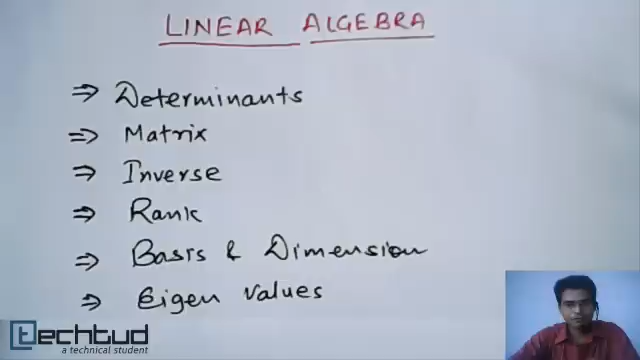 LINEAR ALGEBRA
⇒ Determinants
⇒ Matrix
⇒ Inverse
⇒ Rank
⇒ Basis & Dimension
⇒ Eigen values
techtud
a technical student